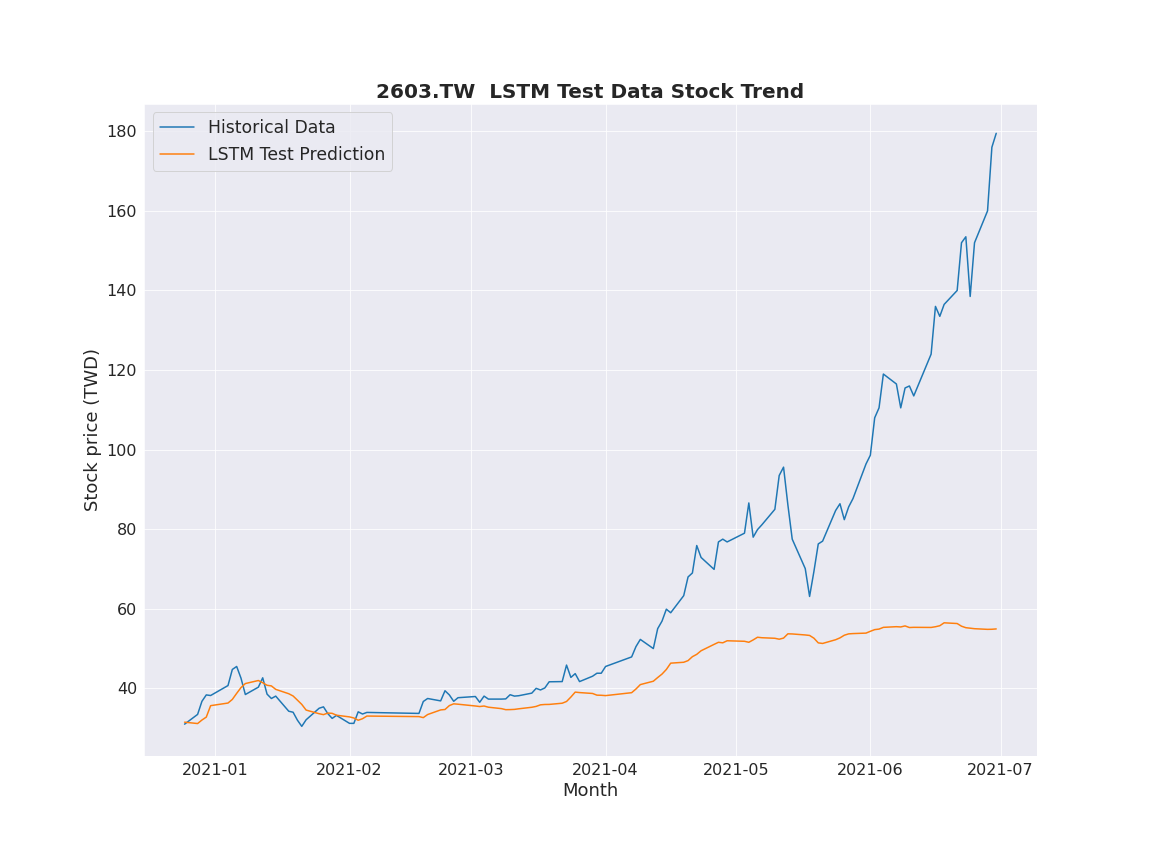 2603.TW  LSTM Test Data Stock Trend
Historical Data
LSTM Test Prediction
180
160
140
120
100
80
60
40
Stock price (TWD)
2021-01 2021-02 2021-03 2021-04 2021-05 2021-06 2021-07
Month